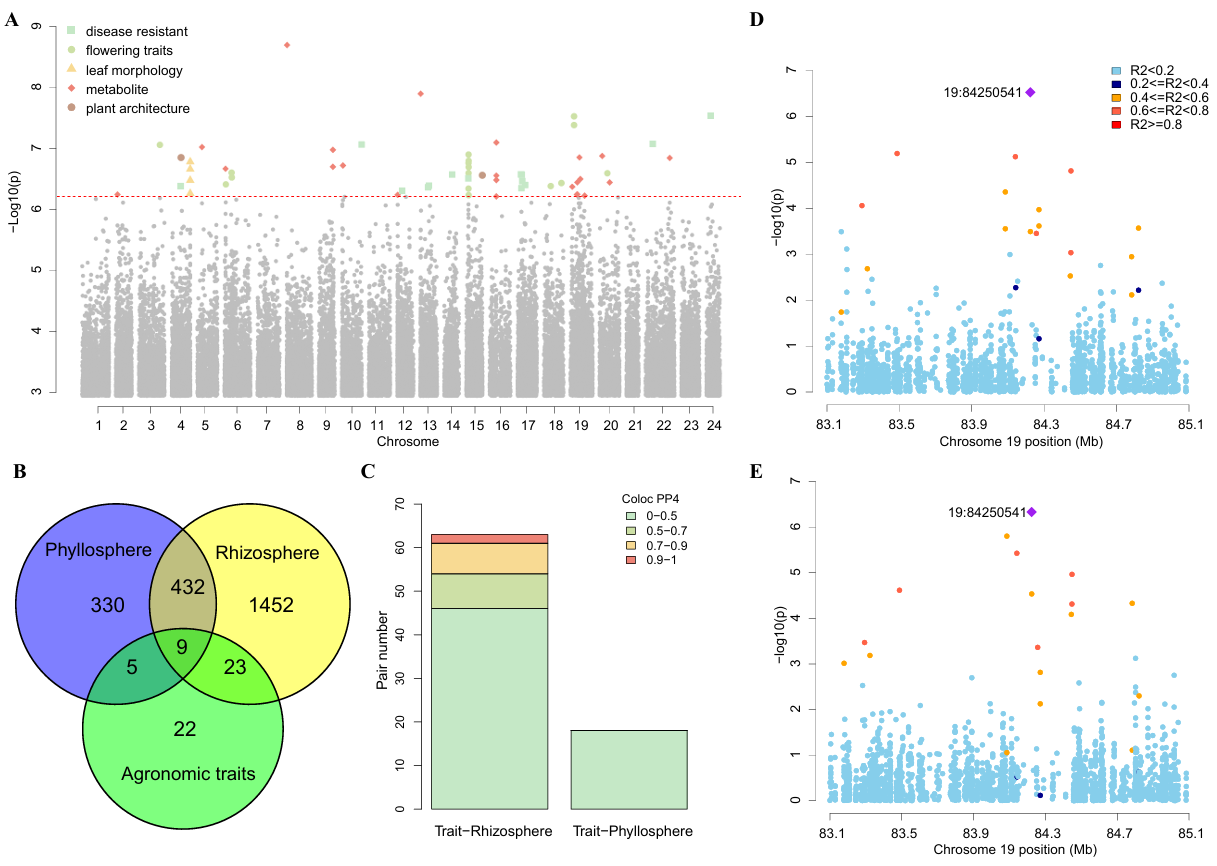 A
9
8
7
6
5
4
3
−Log10(p)
disease resistant
flowering traits
leaf morphology
metabolite
plant architecture
1 2 3 4 5 6 7 8 9 10 11 12 13 14 15 16 17 18 19 20 21 22 23 24
Chrosome
B
Phyllosphere
Rhizosphere
432
330
1452
9
5
23
22
Agronomic traits
C
70
60
50
40
30
20
10
0
Pair number
Coloc PP4
0−0.5
0.5−0.7
0.7−0.9
0.9−1
Trait−Rhizosphere
Trait−Phyllosphere
D
7
6
5
4
3
2
1
0
−log10(p)
19:84250541
R2<0.2
0.2<=R2<0.4
0.4<=R2<0.6
0.6<=R2<0.8
R2>=0.8
83.1 83.5 83.9 84.3 84.7 85.1
Chromosome 19 position (Mb)
E
7
6
5
4
3
2
1
0
−log10(p)
19:84250541
83.1 83.5 83.9 84.3 84.7 85.1
Chromosome 19 position (Mb)